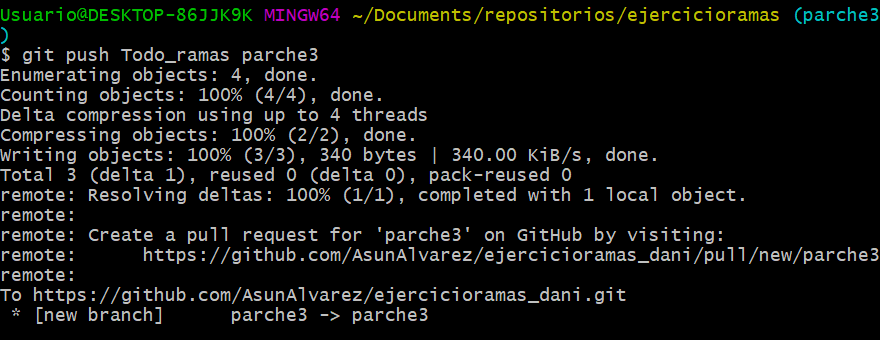 Usuario@DESKTOP-86JJK9K MINGW64 ~/Documents/repositorios/ejercicioramas (parche3
)
$ git push Todo_ramas parche3
Enumerating objects: 4, done.
Counting objects: 100% (4/4), done.
Delta compression using up to 4 threads
Compressing objects: 100% (2/2), done.
Writing objects: 100% (3/3), 340 bytes | 340.00 KiB/s, done.
Total 3 (delta 1), reused 0 (delta 0), pack-reused 0
remote: Resolving deltas: 100% (1/1), completed with 1 local object.
remote:
remote: Create a pull request for 'parche3' on GitHub by visiting:
remote:      https://github.com/AsunAlvarez/ejercicioramas_dani/pull/new/parche3
remote:
To https://github.com/AsunAlvarez/ejercicioramas_dani.git
 * [new branch]      parche3 -> parche3